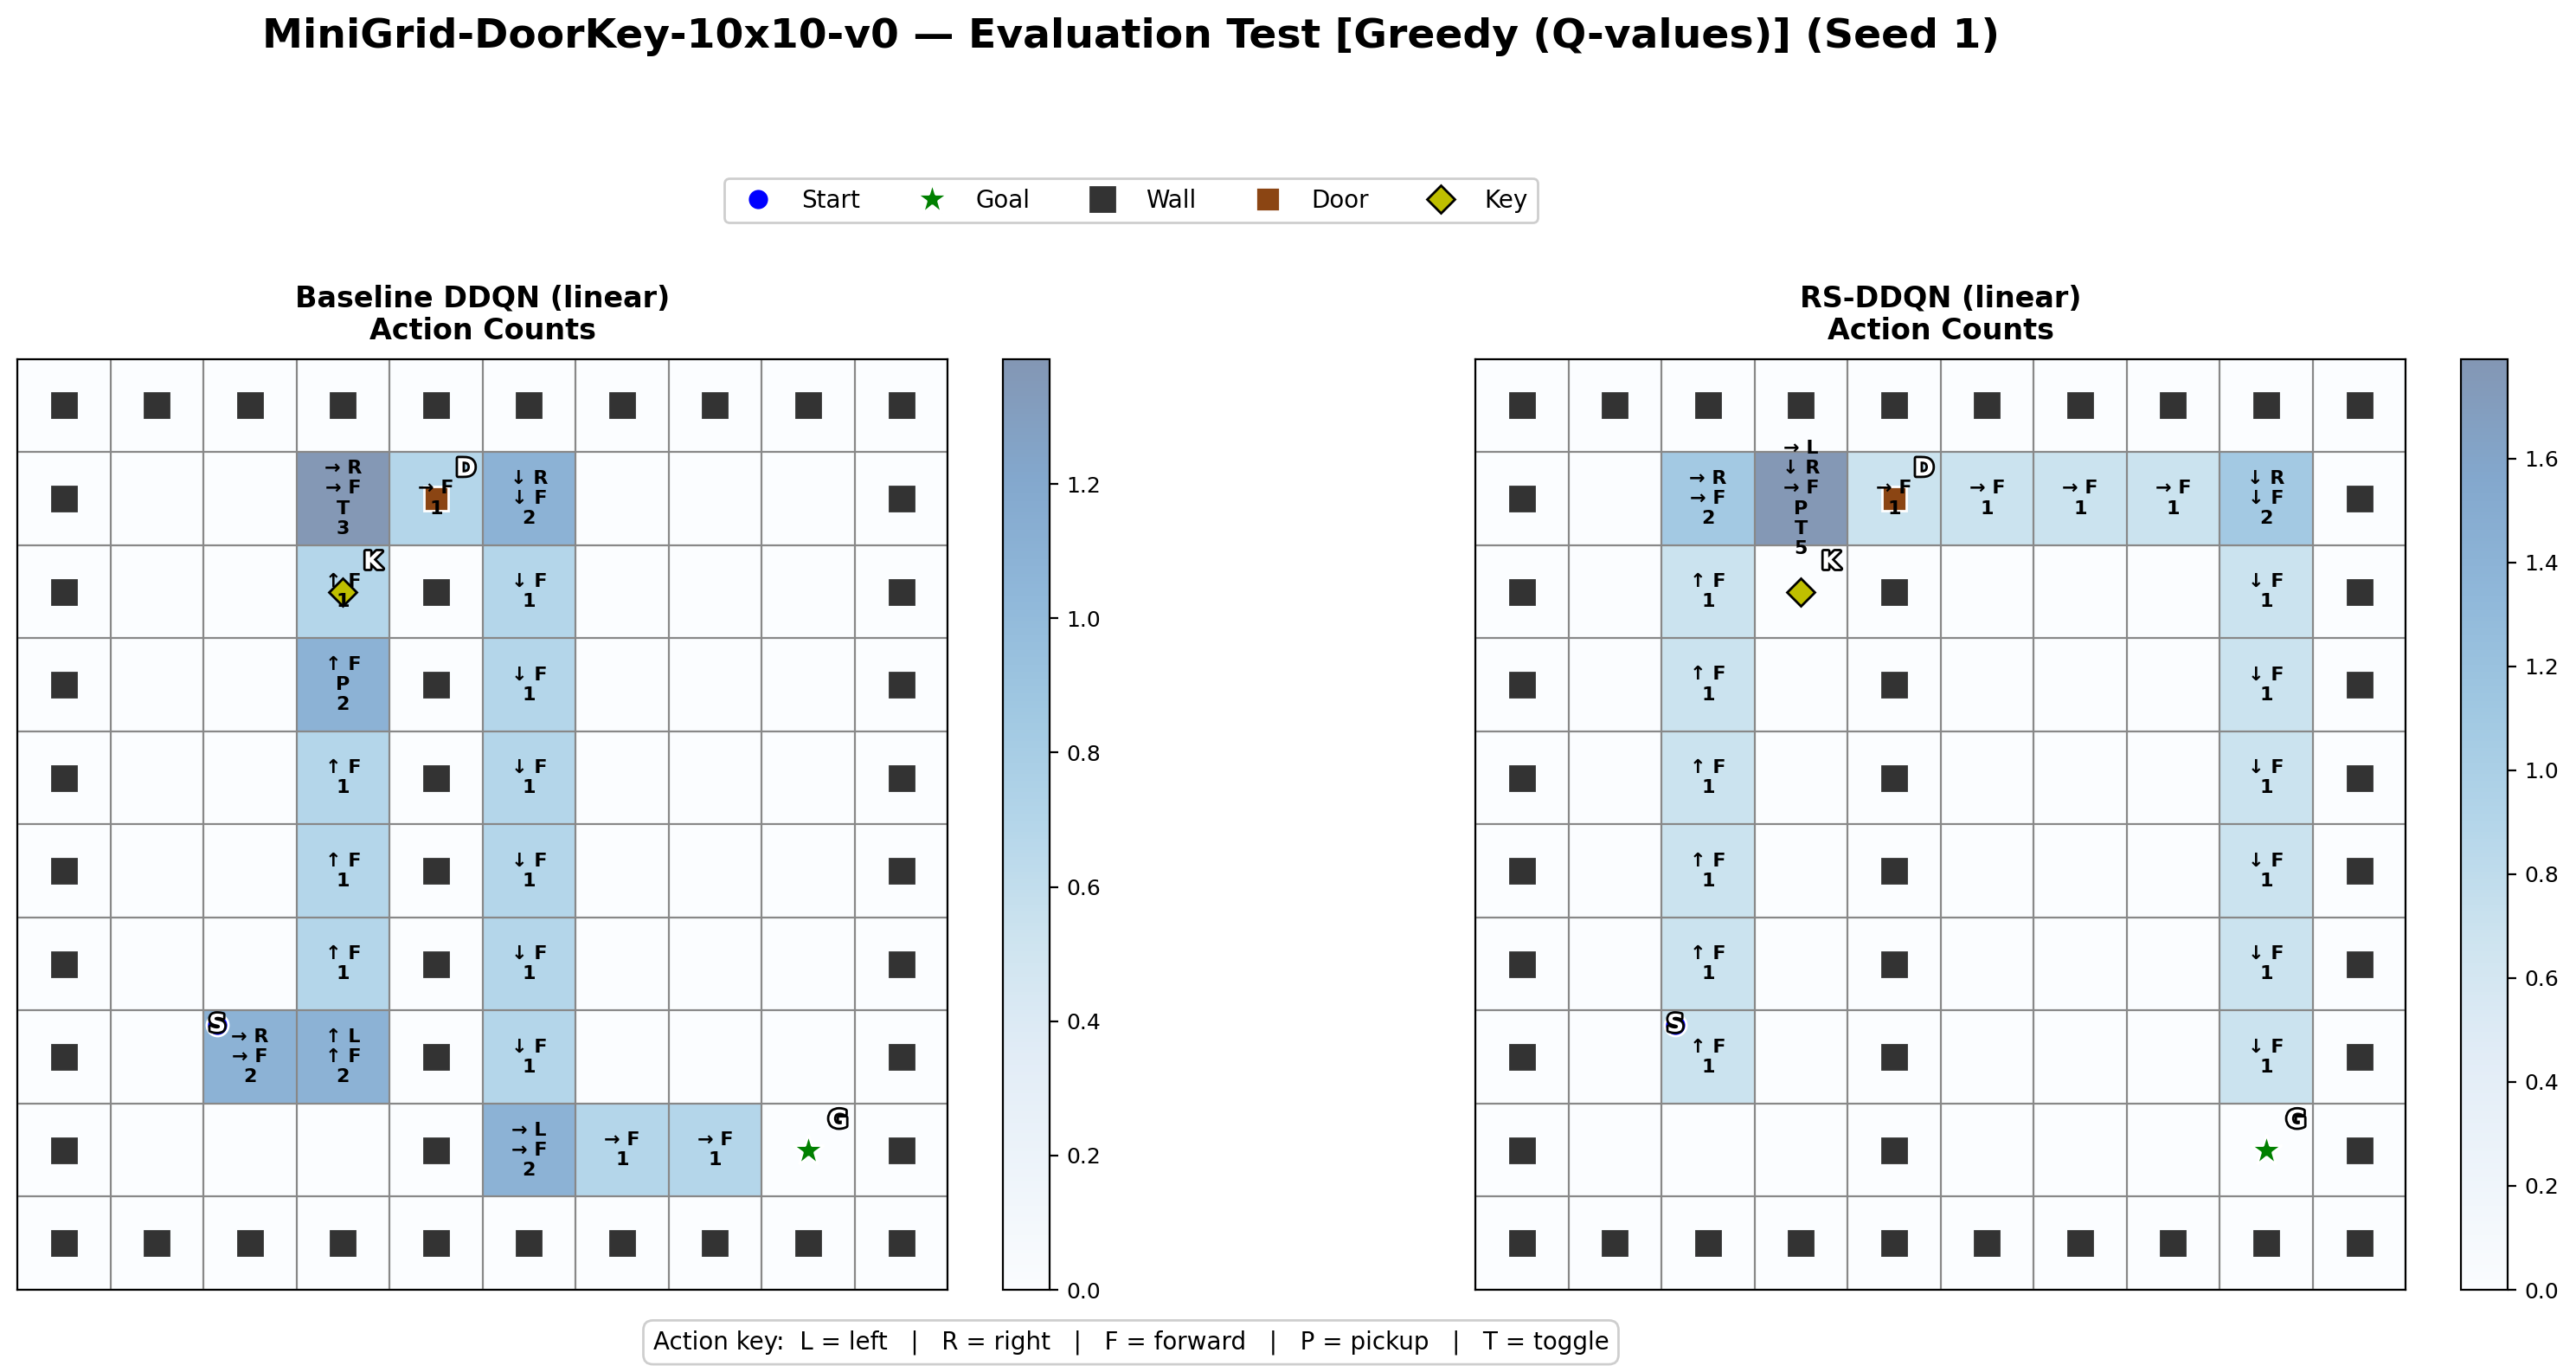 MiniGrid-DoorKey-10x10-v0 — Evaluation Test [Greedy (Q-values)] (Seed 1)
Start Goal Wall Door Key
Baseline DDQN (linear)
Action Counts
→ R
→ F
T
3
D
→ F
1
↓ R
↓ F
2
K
↑ F
1
↓ F
1
↑ F
P
2
↓ F
1
↑ F
1
↓ F
1
↑ F
1
↓ F
1
↑ F
1
↓ F
1
S
→ R
→ F
2
↑ L
↑ F
2
↓ F
1
→ L
→ F
2
→ F
1
→ F
1
G
1.2
1.0
0.8
0.6
0.4
0.2
0.0
RS-DDQN (linear)
Action Counts
→ R
→ F
2
→ L
↓ R
→ F
P
T
5
D
→ F
1
→ F
1
→ F
1
→ F
1
↓ R
↓ F
2
↑ F
1
K
↓ F
1
↑ F
1
↓ F
1
↑ F
1
↓ F
1
↑ F
1
↓ F
1
↑ F
1
↓ F
1
S
↑ F
1
↓ F
1
G
1.6
1.4
1.2
1.0
0.8
0.6
0.4
0.2
0.0
Action key: L = left | R = right | F = forward | P = pickup | T = toggle